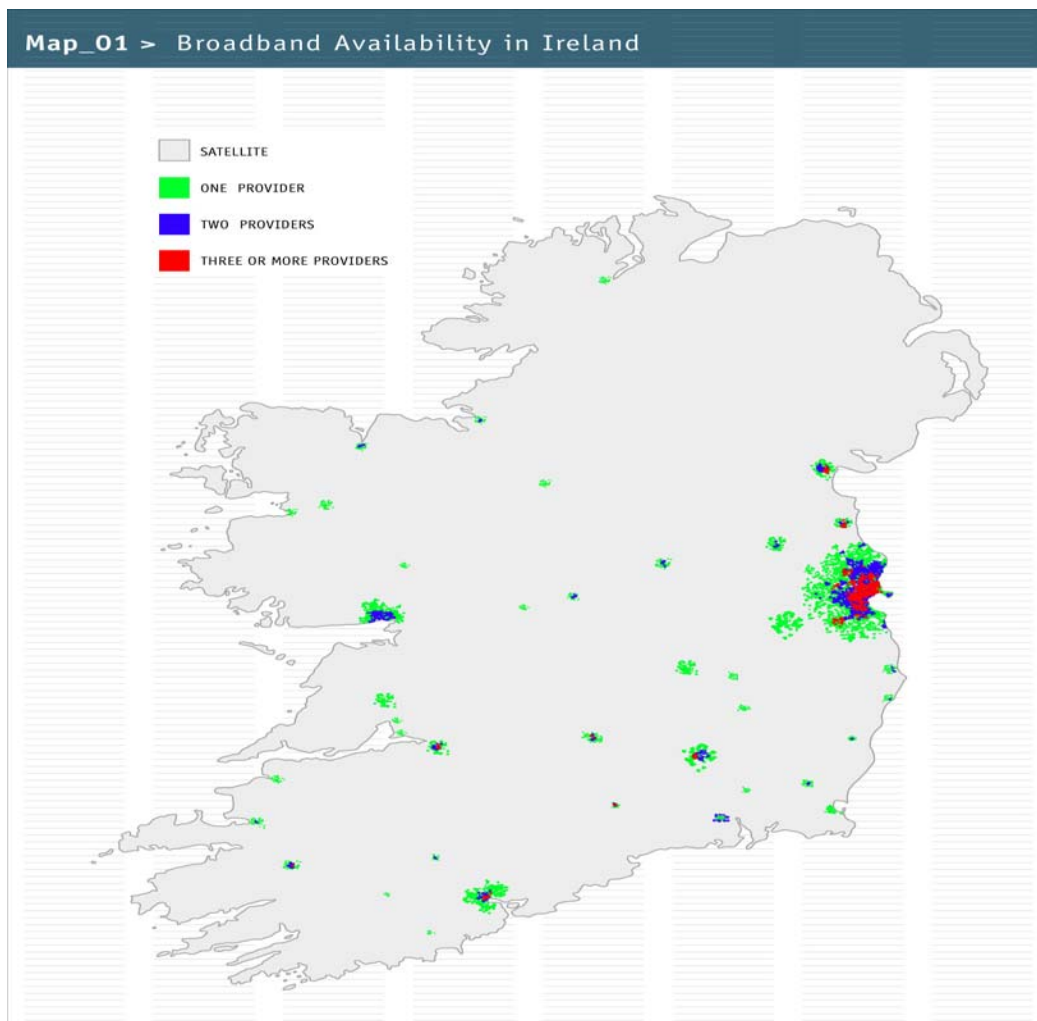 Map_01 > Broadband Availability in Ireland
SATELLITE
ONE PROVIDER
TWO PROVIDERS
THREE OR MORE PROVIDERS